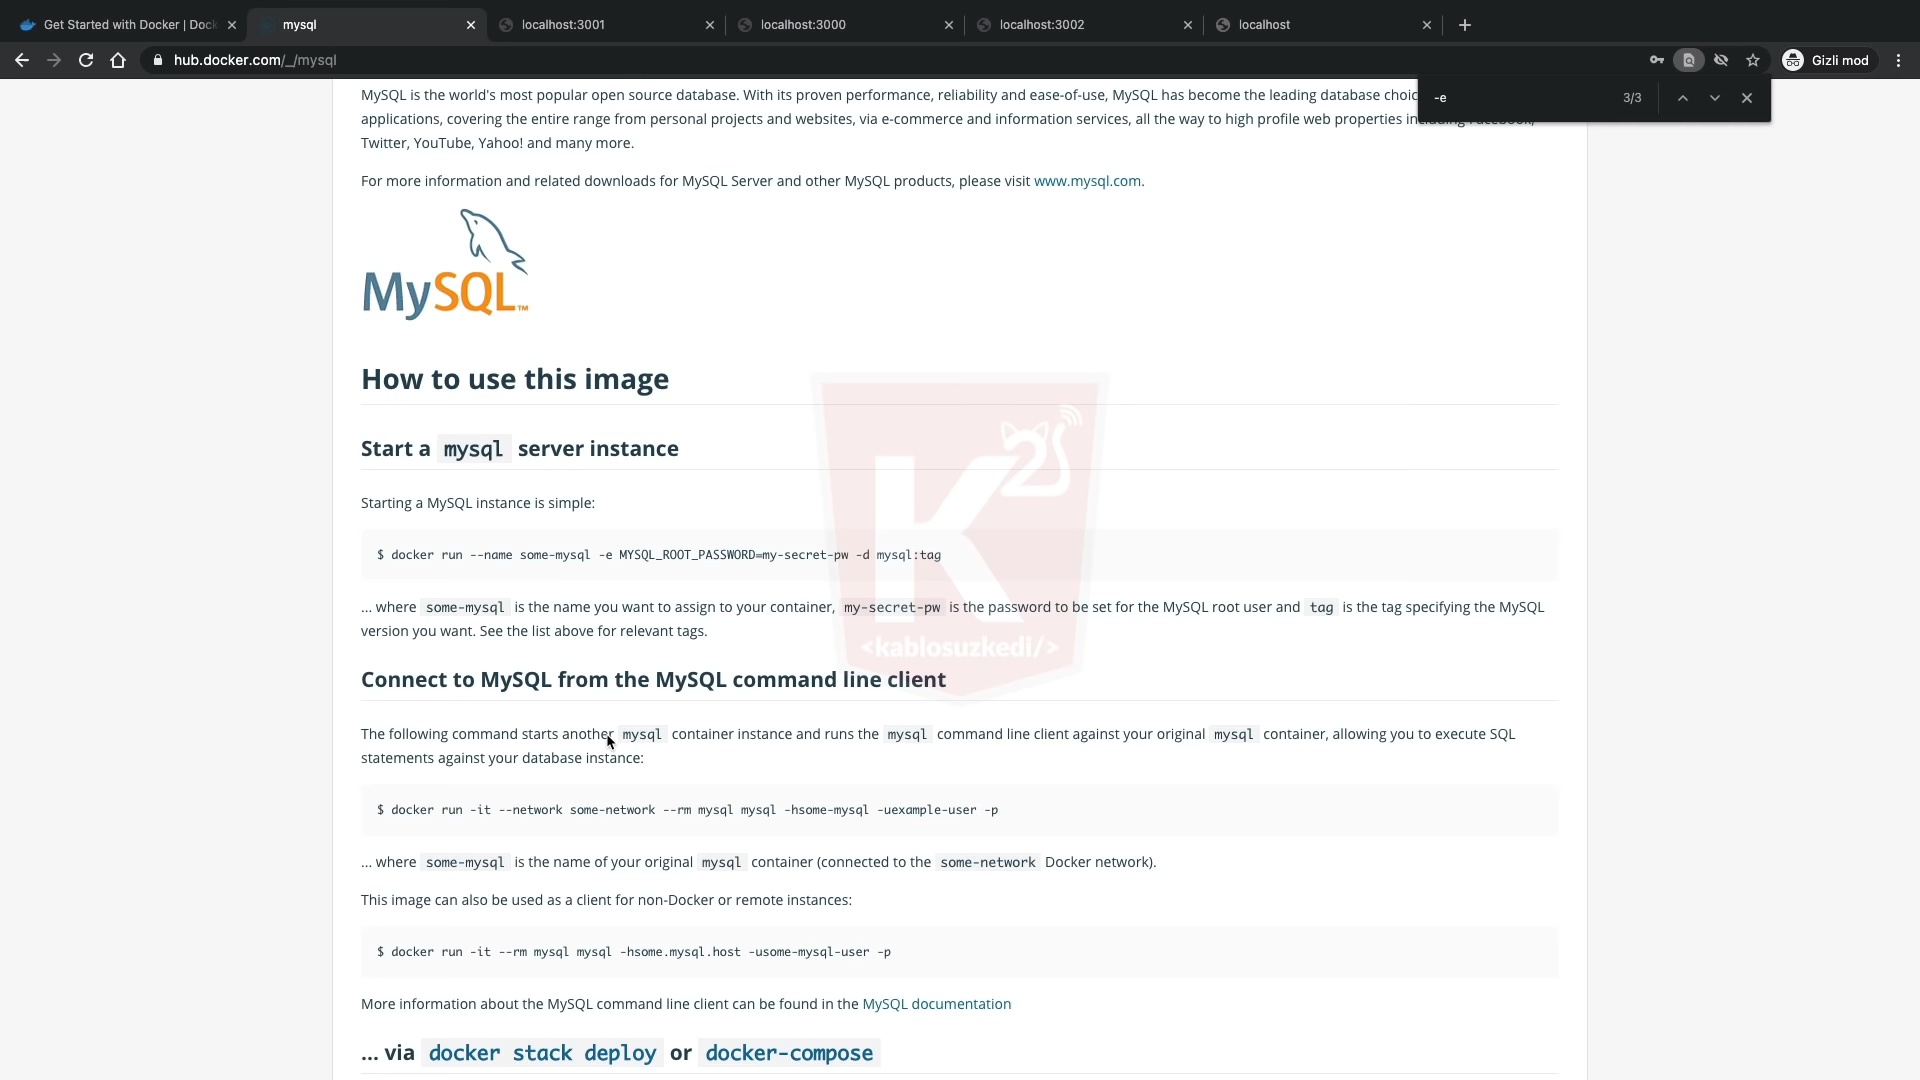 Get Started with Docker | Dock
mysql
localhost:3001
localhost:3000
localhost:3002
localhost
hub.docker.com/_/mysql
Gizli mod
-e
3/3
MySQL is the world's most popular open source database. With its proven performance, reliability and ease-of-use, MySQL has become the leading database choic
applications, covering the entire range from personal projects and websites, via e-commerce and information services, all the way to high profile web properties including Facebook,
Twitter, YouTube, Yahoo! and many more.
For more information and related downloads for MySQL Server and other MySQL products, please visit www.mysql.com.
MySQL™
How to use this image
Start a mysql server instance
Starting a MySQL instance is simple:
$ docker run --name some-mysql -e MYSQL_ROOT_PASSWORD=my-secret-pw -d mysql:tag
... where some-mysql is the name you want to assign to your container, my-secret-pw is the password to be set for the MySQL root user and tag is the tag specifying the MySQL
version you want. See the list above for relevant tags.
<kablosuzkedi/>
Connect to MySQL from the MySQL command line client
The following command starts another mysql container instance and runs the mysql command line client against your original mysql container, allowing you to execute SQL
statements against your database instance:
$ docker run -it --network some-network --rm mysql mysql -hsome-mysql -uexample-user -p
... where some-mysql is the name of your original mysql container (connected to the some-network Docker network).
This image can also be used as a client for non-Docker or remote instances:
$ docker run -it --rm mysql mysql -hsome.mysql.host -usome-mysql-user -p
More information about the MySQL command line client can be found in the MySQL documentation
... via docker stack deploy or docker-compose